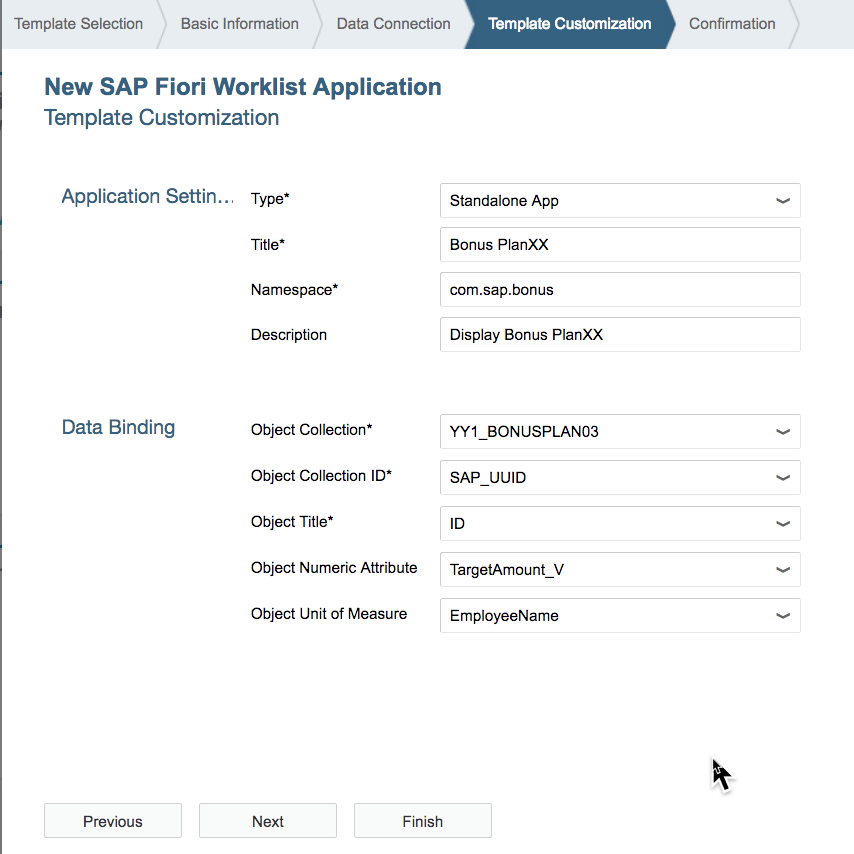 Template Selection Basic Information Data Connection Template Customization Confirmation
New SAP Fiori Worklist Application
Template Customization
Application Settin... Type* Standalone App
Title* Bonus PlanXX
Namespace* com.sap.bonus
Description Display Bonus PlanXX
Data Binding Object Collection* YY1_BONUSPLAN03
Object Collection ID* SAP_UUID
Object Title* ID
Object Numeric Attribute TargetAmount_V
Object Unit of Measure EmployeeName
Previous Next Finish